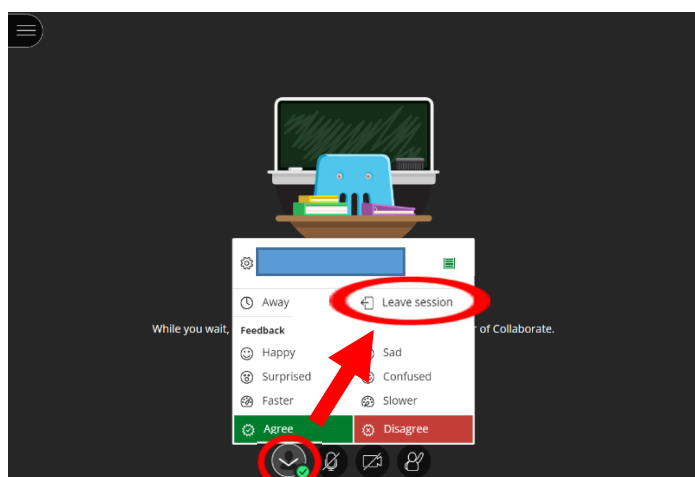 Away
Leave session
While you wait,
r of Collaborate.
Feedback
Happy
Sad
Surprised
Confused
Faster
Slower
Agree
Disagree